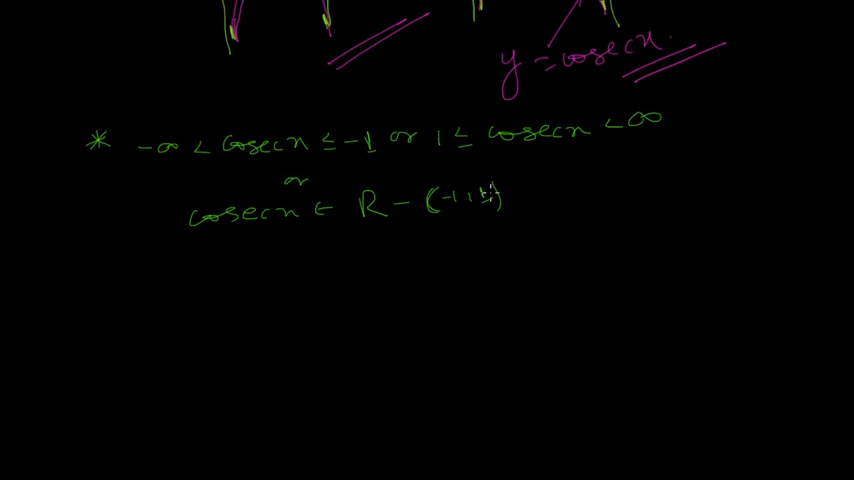 y = cosecx.
* -∞ < cosecx ≤ -1 or 1 ≤ cosecx < ∞
or
cosecx ∈ R - (-1, 1)